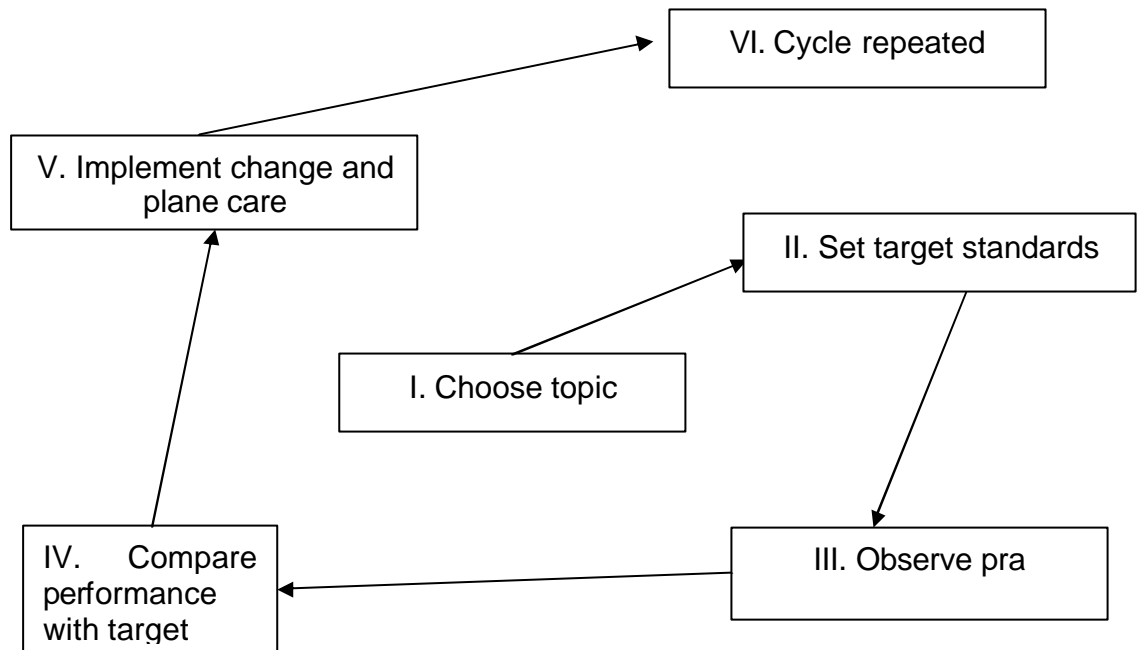 VI. Cycle repeated
V. Implement change and
plane care
II. Set target standards
I. Choose topic
IV. Compare
performance
with target
III. Observe pra